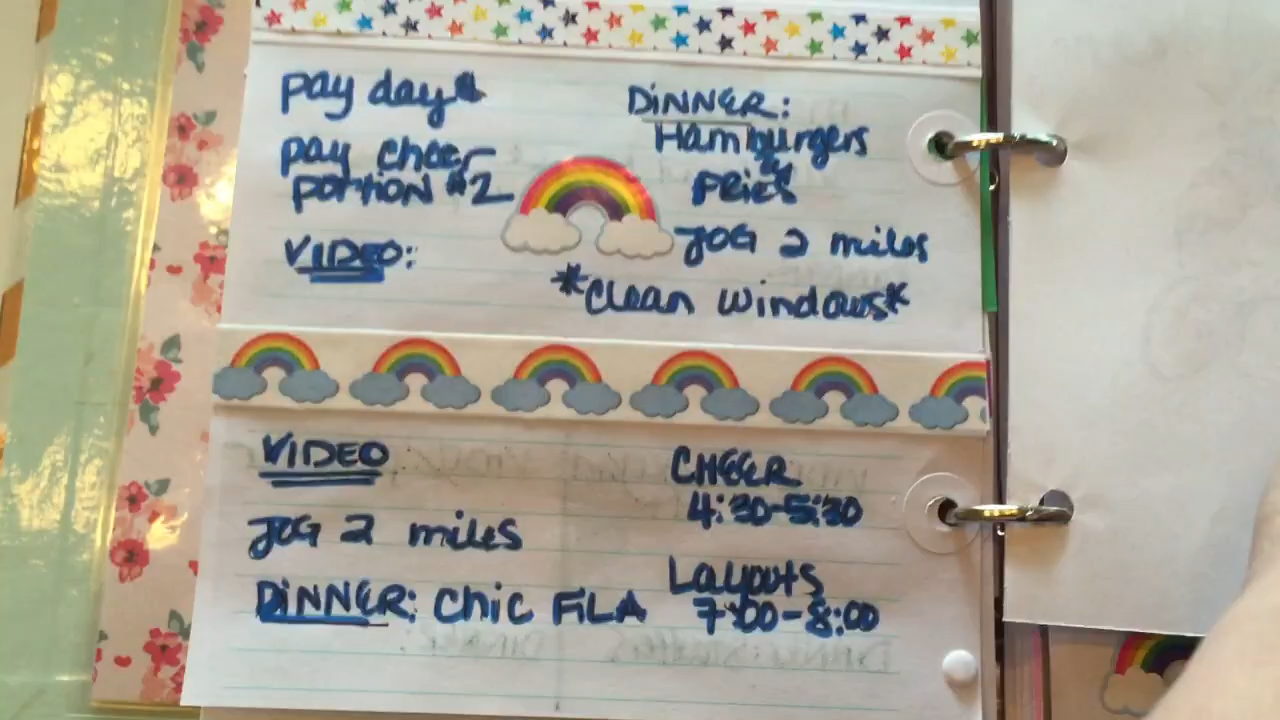 pay day
pay cheer
portion #2
VIDEO:
DINNER:
Hamburgers
Fries
JOG 2 miles
*Clean windows*
VIDEO
JOG 2 miles
DINNER: Chic FiLA
CHEER
4:30-5:30
Layouts
7:00-8:00